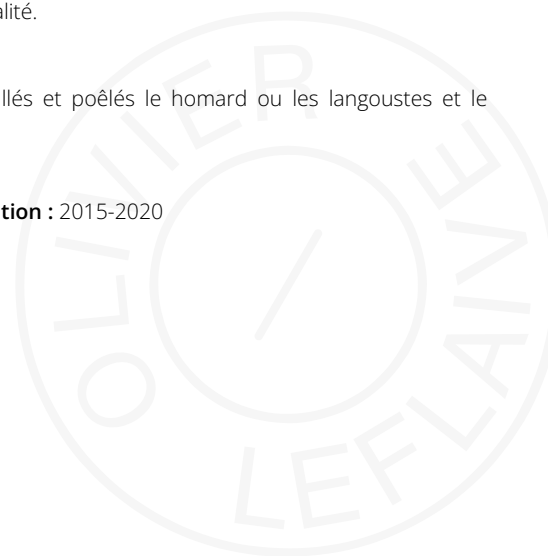 alité.
llés et poêlés le homard ou les langoustes et le
tion : 2015-2020
OLIVIER
LEFLAIVE